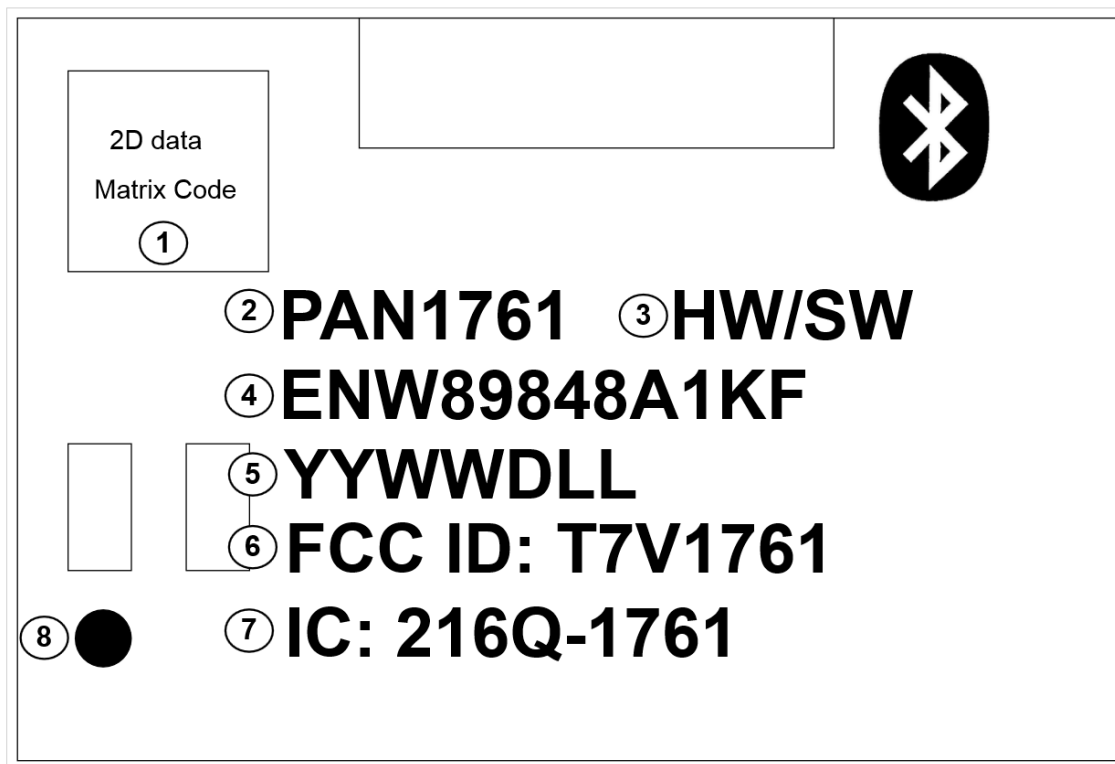 2D data
Matrix Code
1
2 PAN1761 3 HW/SW
4 ENW89848A1KF
5 YYWWDLL
6 FCC ID: T7V1761
7 IC: 216Q-1761
8